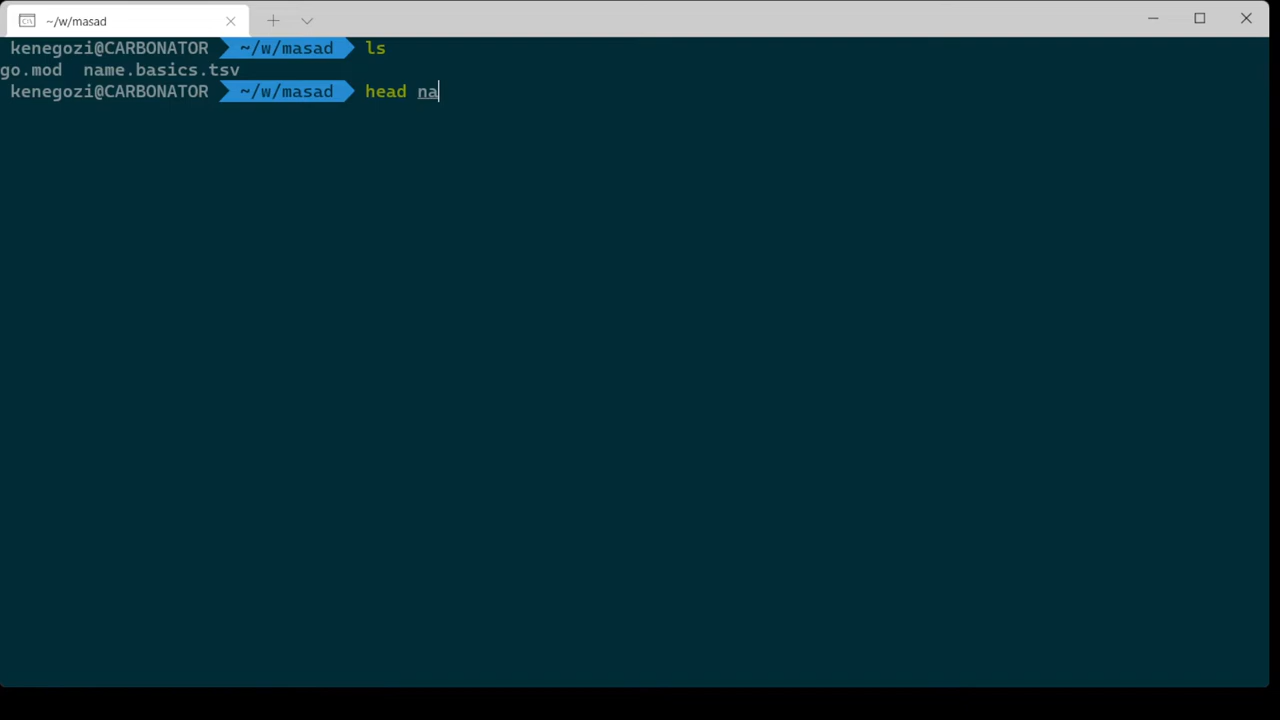 ~/w/masad
kenegozi@CARBONATOR ~/w/masad ls
go.mod name.basics.tsv
kenegozi@CARBONATOR ~/w/masad head na